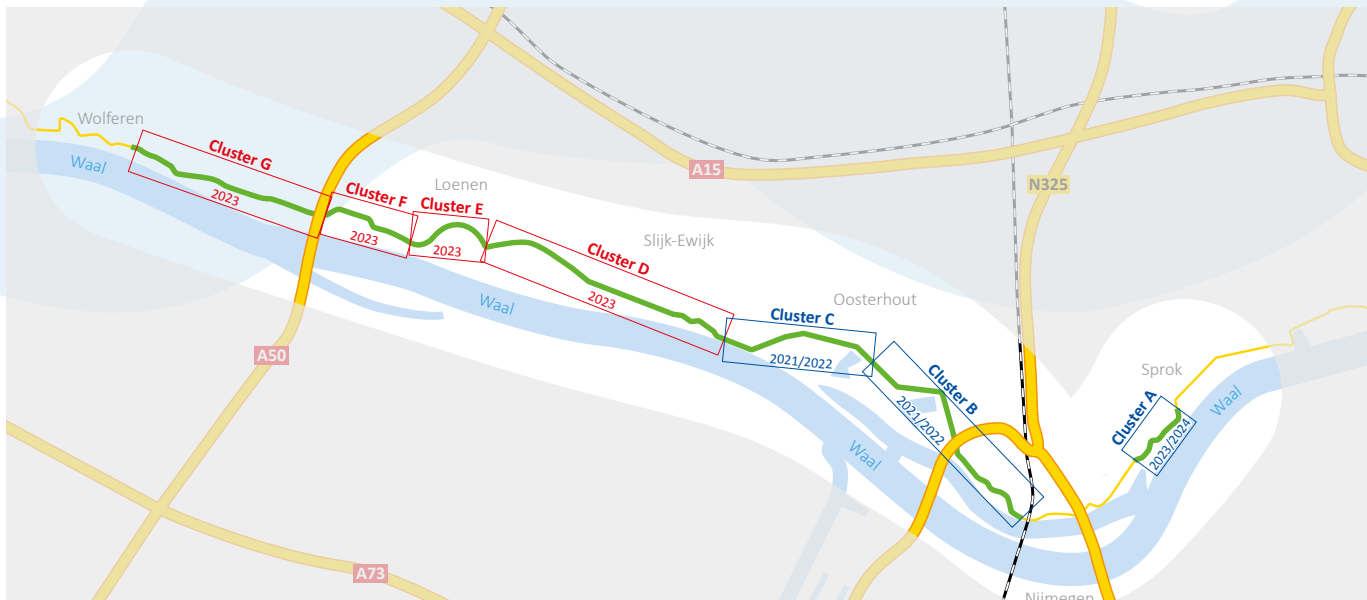 Wolferen
Waal
Cluster G
2023
Cluster F
2023
Loenen
Cluster E
2023
A15
N325
Slijk-Ewijk
Cluster D
2023
Waal
Oosterhout
Cluster C
2021/2022
A50
Cluster B
2021/2022
Sprok
Cluster A
2023/2024
Waal
Waal
A73
Nijmegen